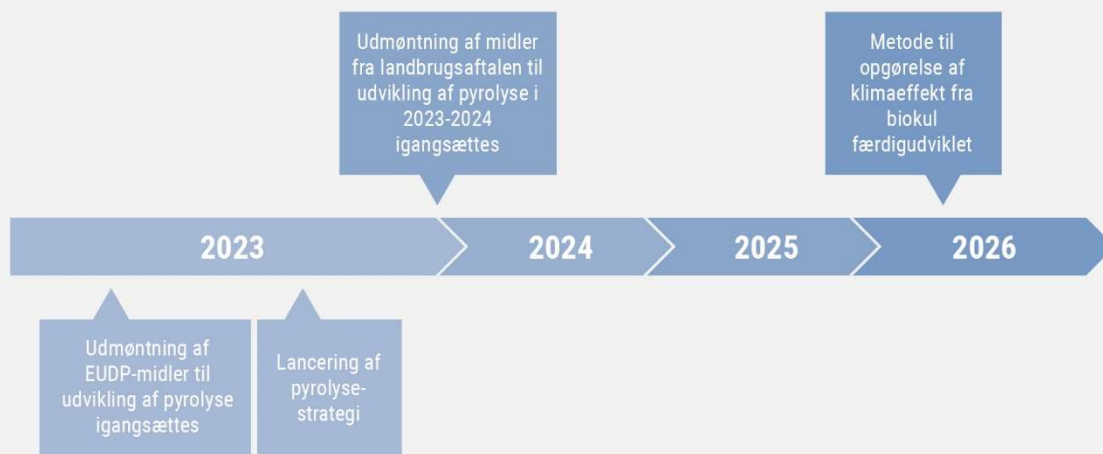 Udmøntning af midler
fra landbrugsaftalen til
udvikling af pyrolyse i
2023-2024
igangsættes
Metode til
opgørelse af
klimaeffekt fra
biokul
færdigudviklet
2023
2024
2025
2026
Udmøntning af
EUDP-midler til
udvikling af pyrolyse
igangsættes
Lancering af
pyrolyse-
strategi